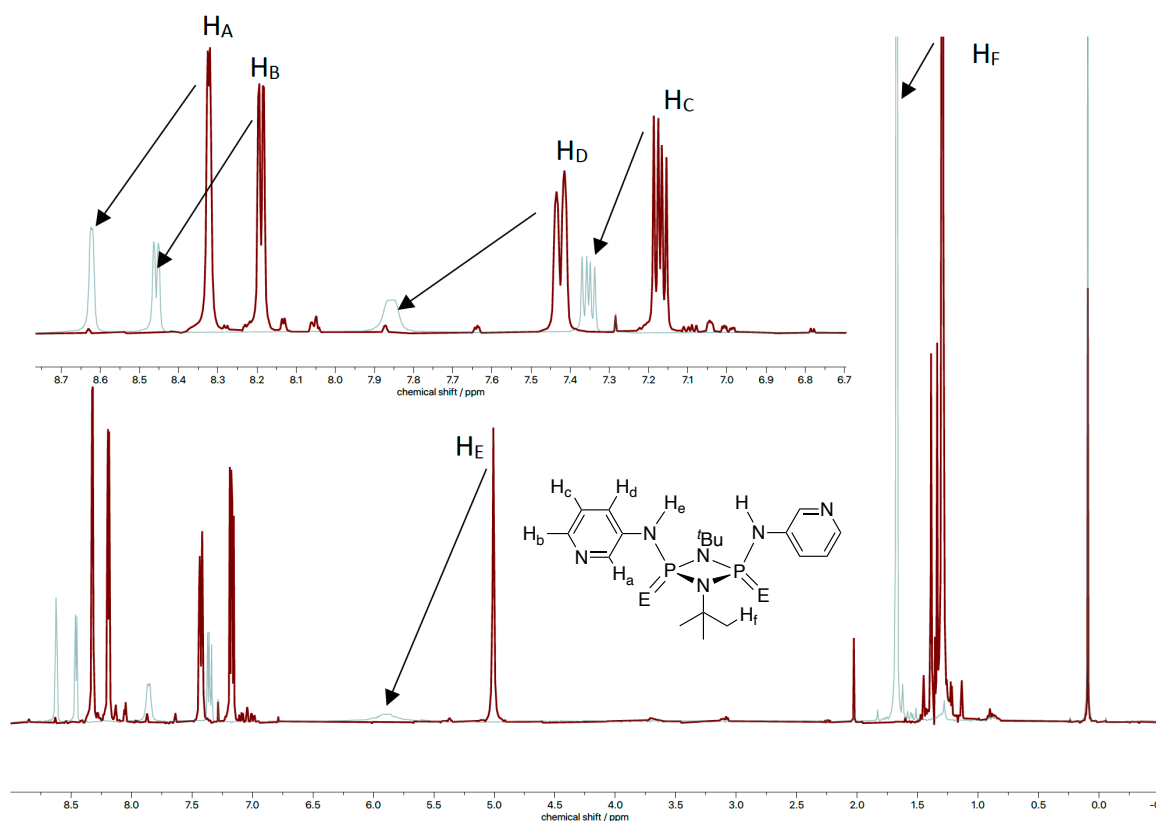 HA
HB
HC
HD
HF
8.7 8.6 8.5 8.4 8.3 8.2 8.1 8.0 7.9 7.8 7.7 7.6 7.5 7.4 7.3 7.2 7.1 7.0 6.9 6.8 6.7
chemical shift / ppm
HE
Hc Hd
He H N
Hb N tBu N
N N
Ha P P
E N E
Hf
8.5 8.0 7.5 7.0 6.5 6.0 5.5 5.0 4.5 4.0 3.5 3.0 2.5 2.0 1.5 1.0 0.5 0.0 -0.5
chemical shift / ppm